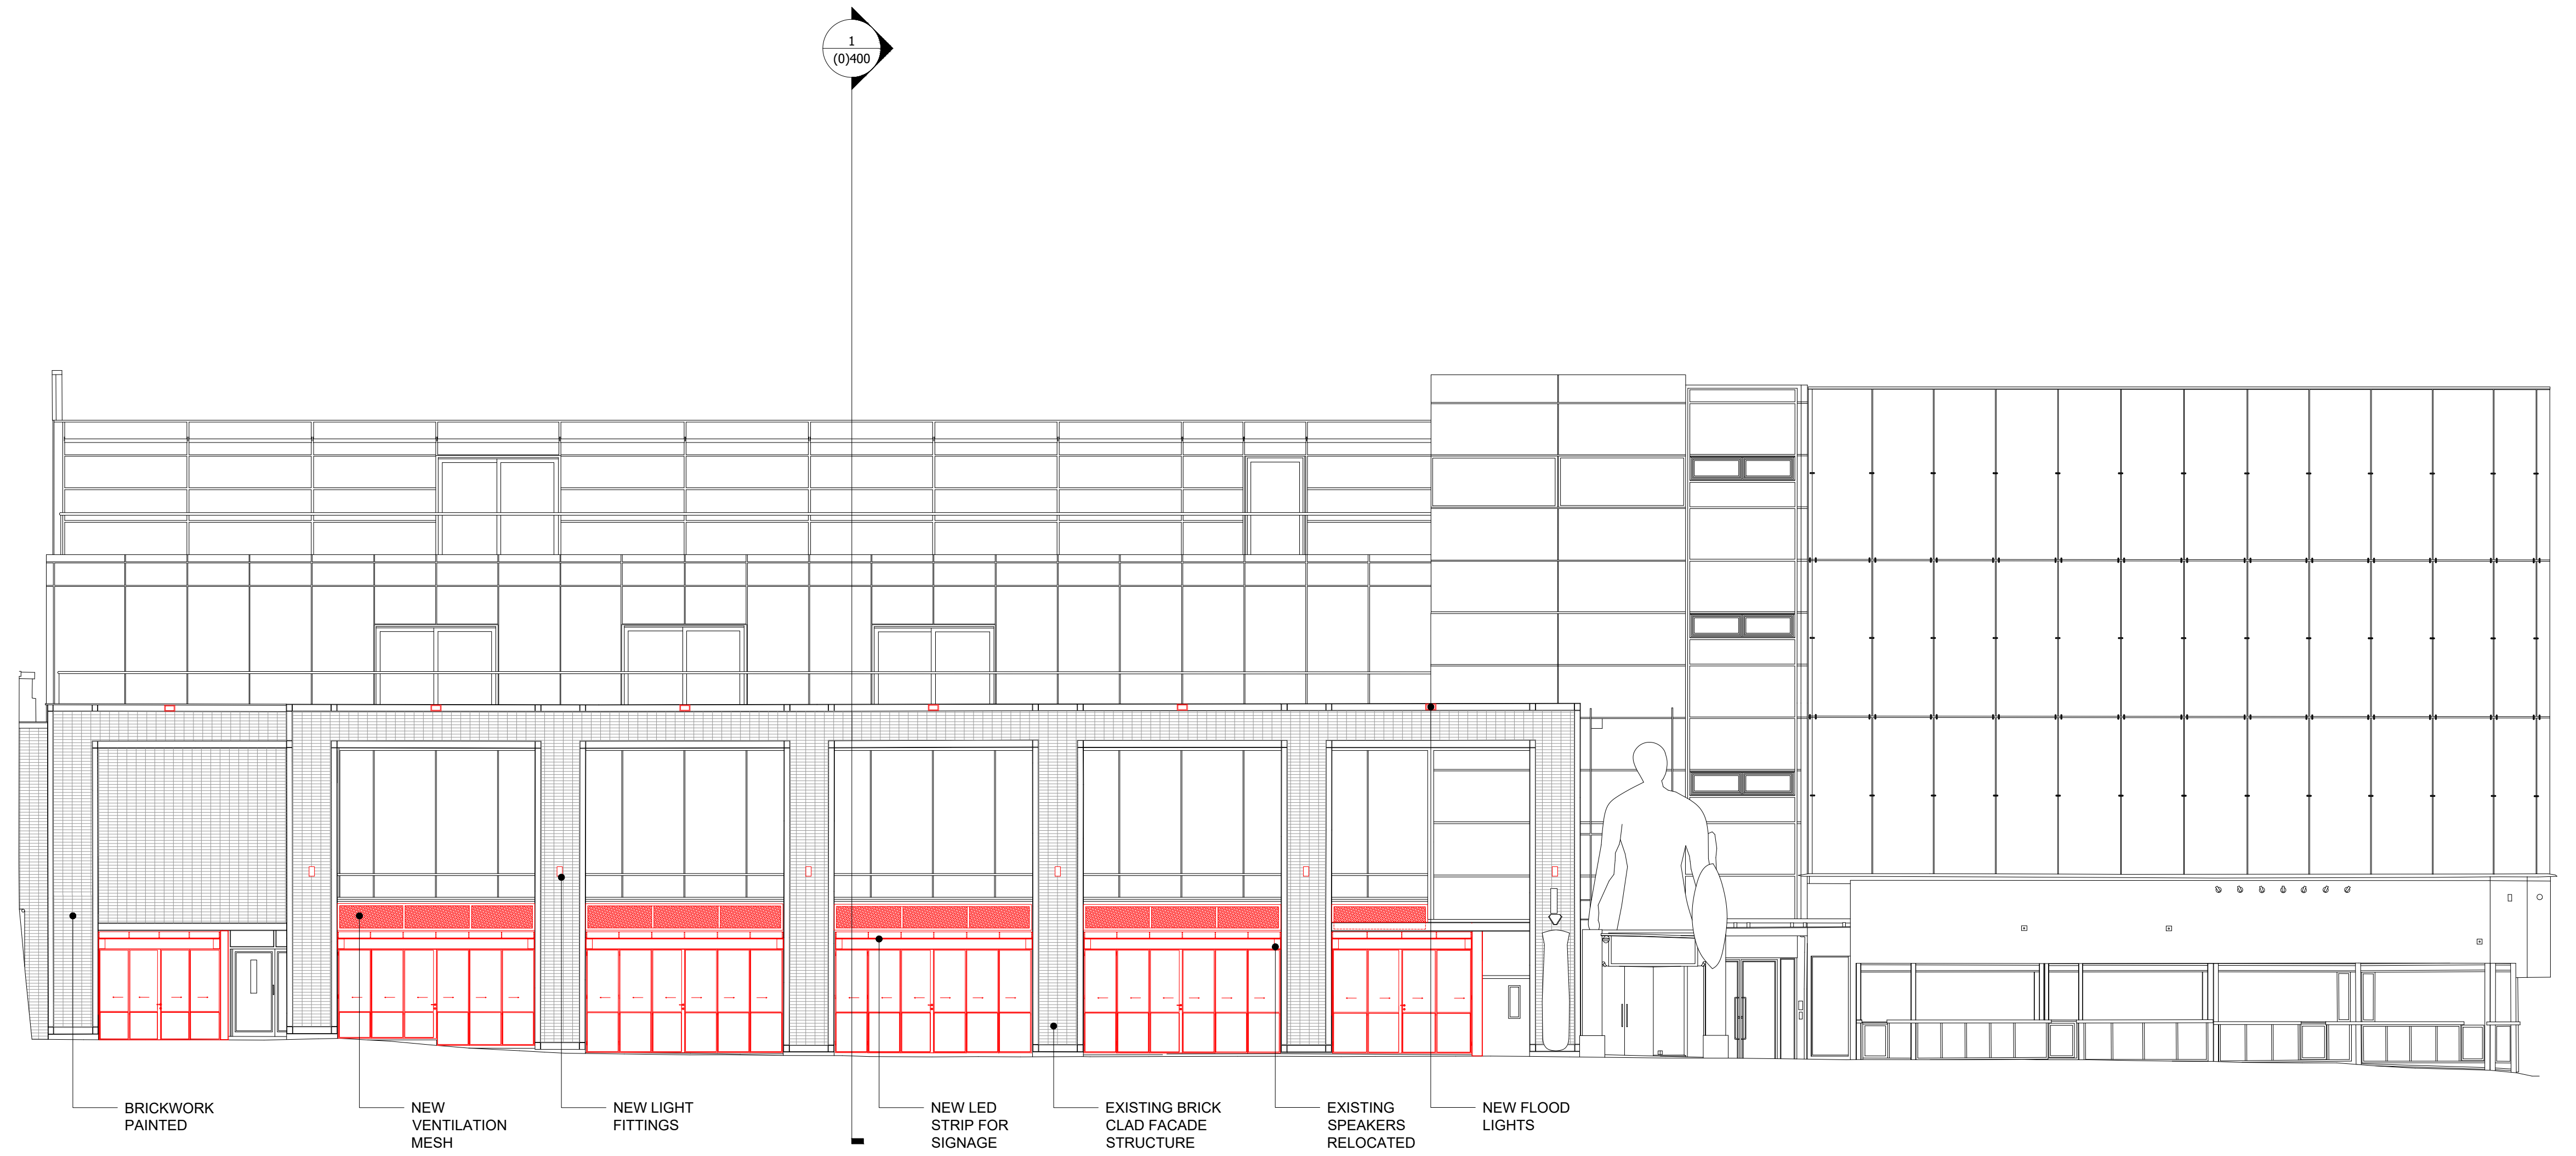 1
(0)400
BRICKWORK
PAINTED
NEW
VENTILATION
MESH
NEW LIGHT
FITTINGS
NEW LED
STRIP FOR
SIGNAGE
EXISTING BRICK
CLAD FACADE
STRUCTURE
EXISTING
SPEAKERS
RELOCATED
NEW FLOOD
LIGHTS